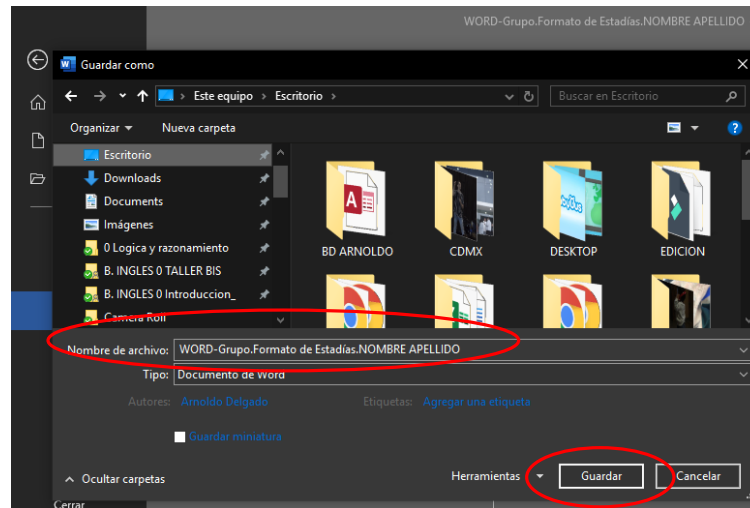 WORD-Grupo.Formato de Estadías.NOMBRE APELLIDO
Guardar como
Este equipo > Escritorio >
Buscar en Escritorio
Organizar
Nueva carpeta
Escritorio
Downloads
Documents
Imágenes
0 Logica y razonamiento
B. INGLES 0 TALLER BIS
B. INGLES 0 Introduccion_
Camera Roll
BD ARNOLDO
CDMX
DESKTOP
EDICION
Nombre de archivo: WORD-Grupo.Formato de Estadías.NOMBRE APELLIDO
Tipo: Documento de Word
Autores: Arnoldo Delgado
Etiquetas: Agregar una etiqueta
Guardar miniatura
Ocultar carpetas
Herramientas
Guardar
Cancelar
Cerrar